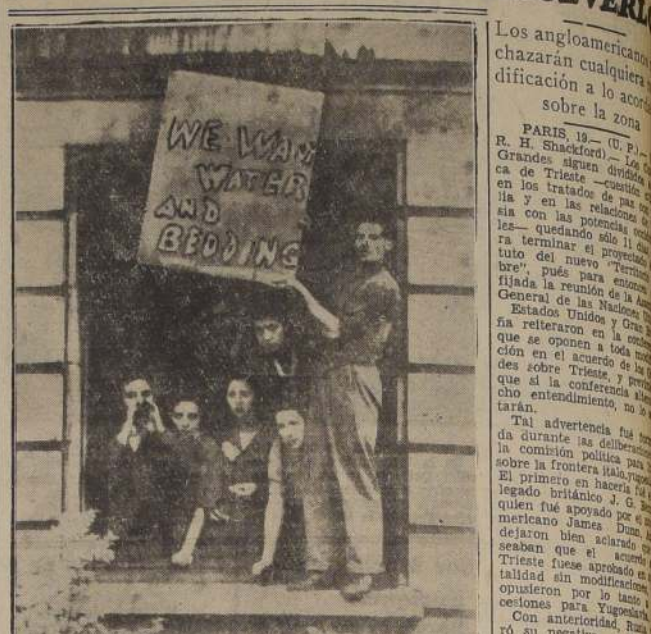 WE WAN
WATER
AND
BEDDING
Los angloamericanos
chazarán cualquiera
dificación a lo acor
sobre la zona
PARIS, 19.— (U. P.).—
R. H. Shackford).— Los
Grandes siguen divididos
ca de Trieste —cuestión
en los tratados de paz con
lia y en las relaciones de
sia con las potencias
les— quedando sólo 11 días
ra terminar el proyectado
tuto del nuevo "Territorio
bre", pués para entonces
fijada la reunión de la
General de las Naciones
Estados Unidos y Gran
ña reiteraron en la
que se oponen a toda
ción en el acuerdo de los
des sobre Trieste, y
que si la conferencia
cho entendimiento, no lo
tarán.
Tal advertencia fué
da durante las
la comisión política para
sobre la frontera italo,
El primero en hacerla fué
legado británico J. G.
quien fué apoyado por el
mericano James Dunn,
dejaron bien aclarado
seaban que el acuerdo
Trieste fuese aprobado en
talidad sin modificaciones,
opusieron por lo tanto a
cesiones para Yugoeslavia.
Con anterioridad, Rusia
ró su